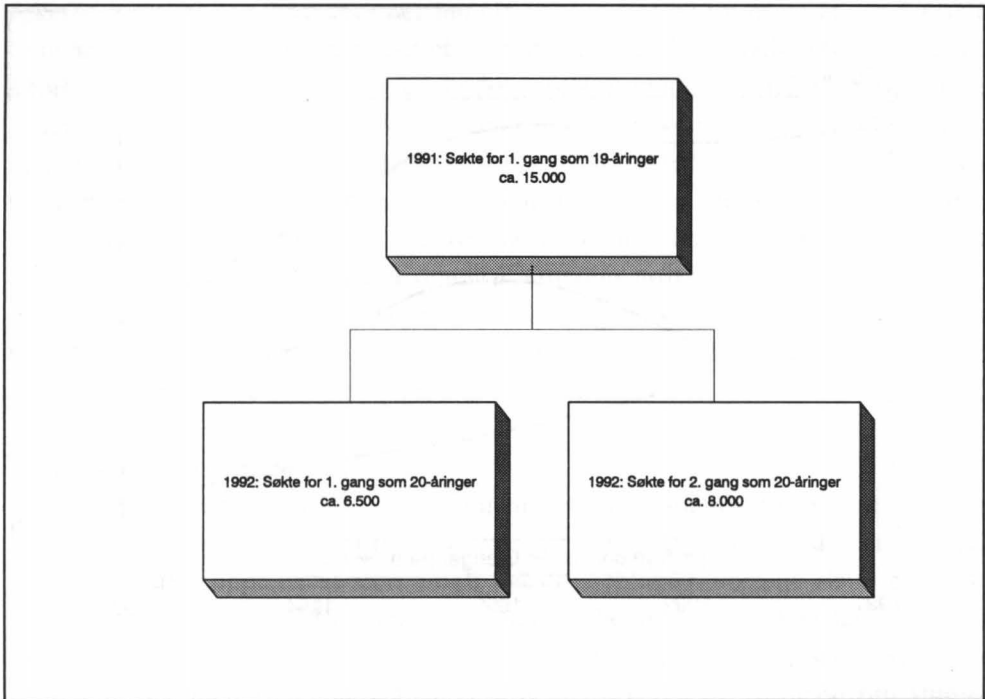 1991: Søkte for 1. gang som 19-åringer
ca. 15.000
1992: Søkte for 1. gang som 20-åringer
ca. 6.500
1992: Søkte for 2. gang som 20-åringer
ca. 8.000